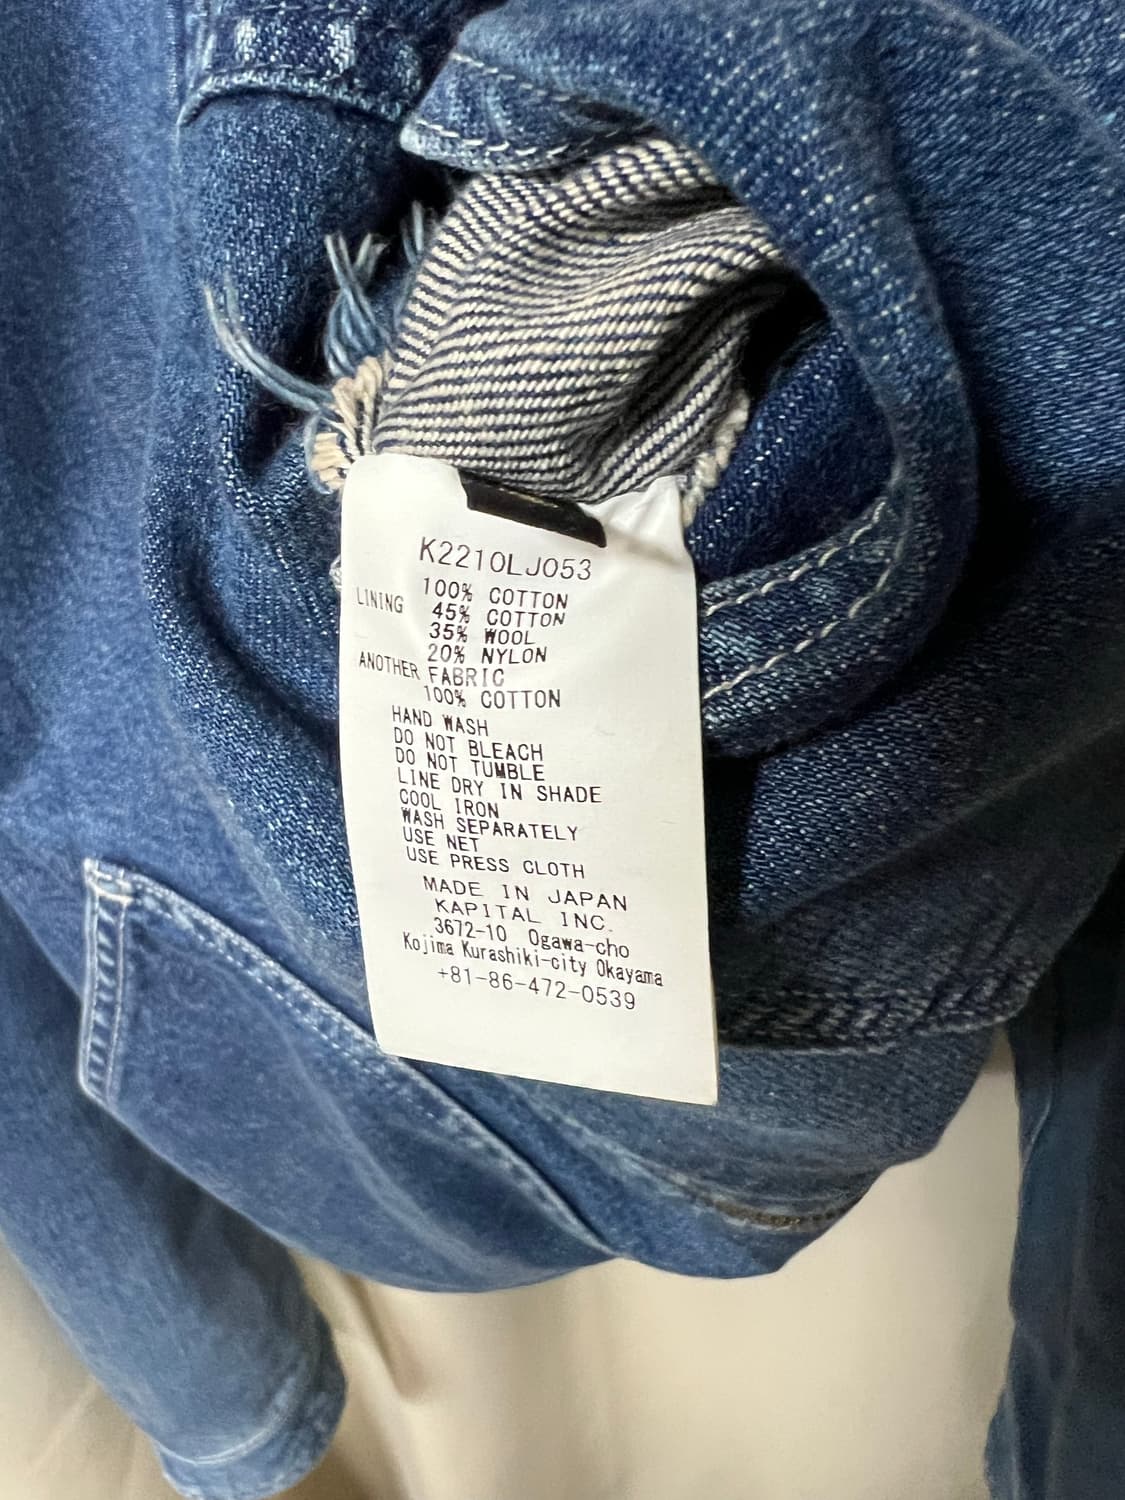 K2210LJ053
100% COTTON
LINING 45% COTTON
35% WOOL
20% NYLON
ANOTHER FABRIC
100% COTTON
HAND WASH
DO NOT BLEACH
DO NOT TUMBLE
LINE DRY IN SHADE
COOL IRON
WASH SEPARATELY
USE NET
USE PRESS CLOTH
MADE IN JAPAN
KAPITAL INC.
3672-10 Ogawa-cho
Kojima Kurashiki-city Okayama
+81-86-472-0539